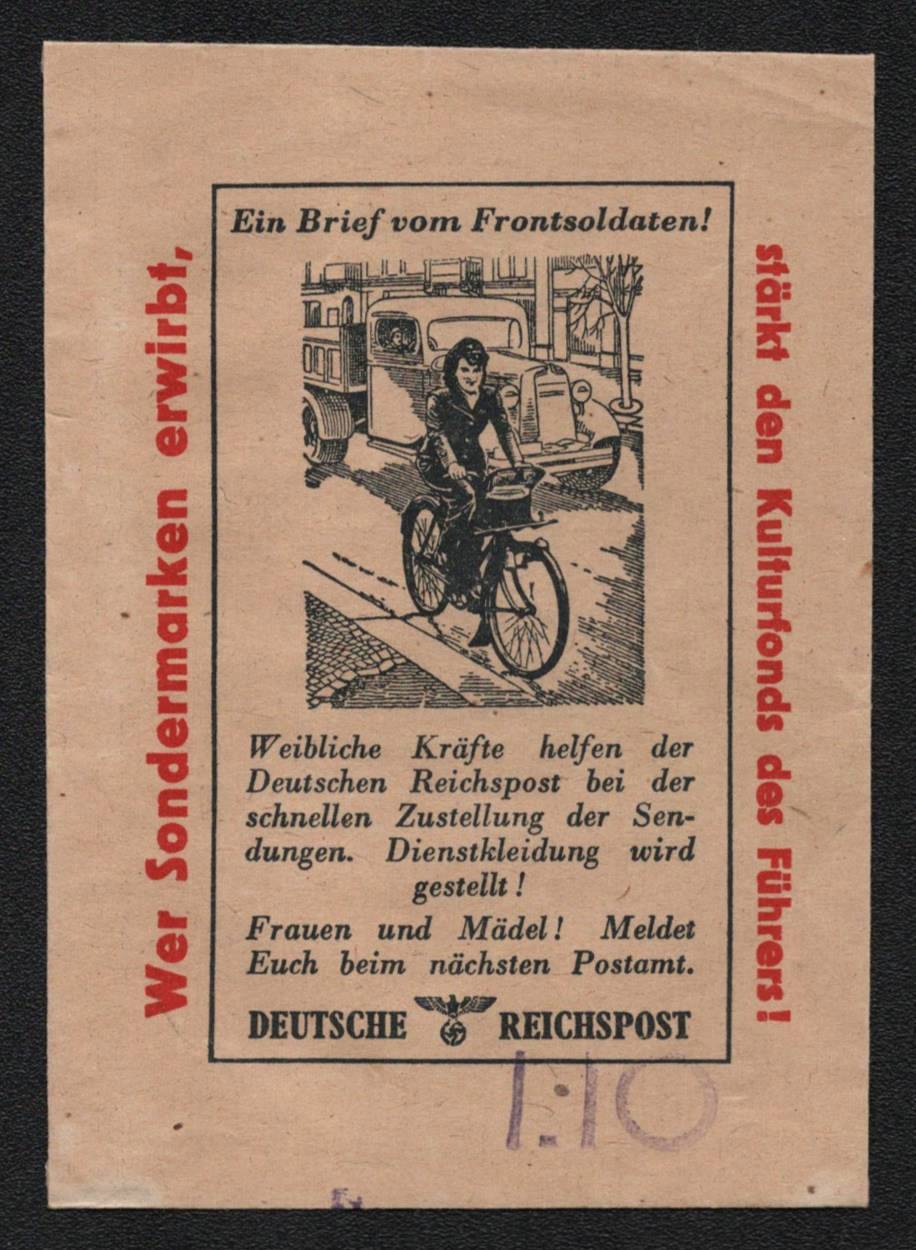 Wer Sondermarken erwirbt,
Ein Brief vom Frontsoldaten!
Weibliche Kräfte helfen der
Deutschen Reichspost bei der
schnellen Zustellung der Sen-
dungen. Dienstkleidung wird
gestellt!
Frauen und Mädel! Meldet
Euch beim nächsten Postamt.
DEUTSCHE REICHSPOST
stärkt den Kulturfonds des Führers!
1.10